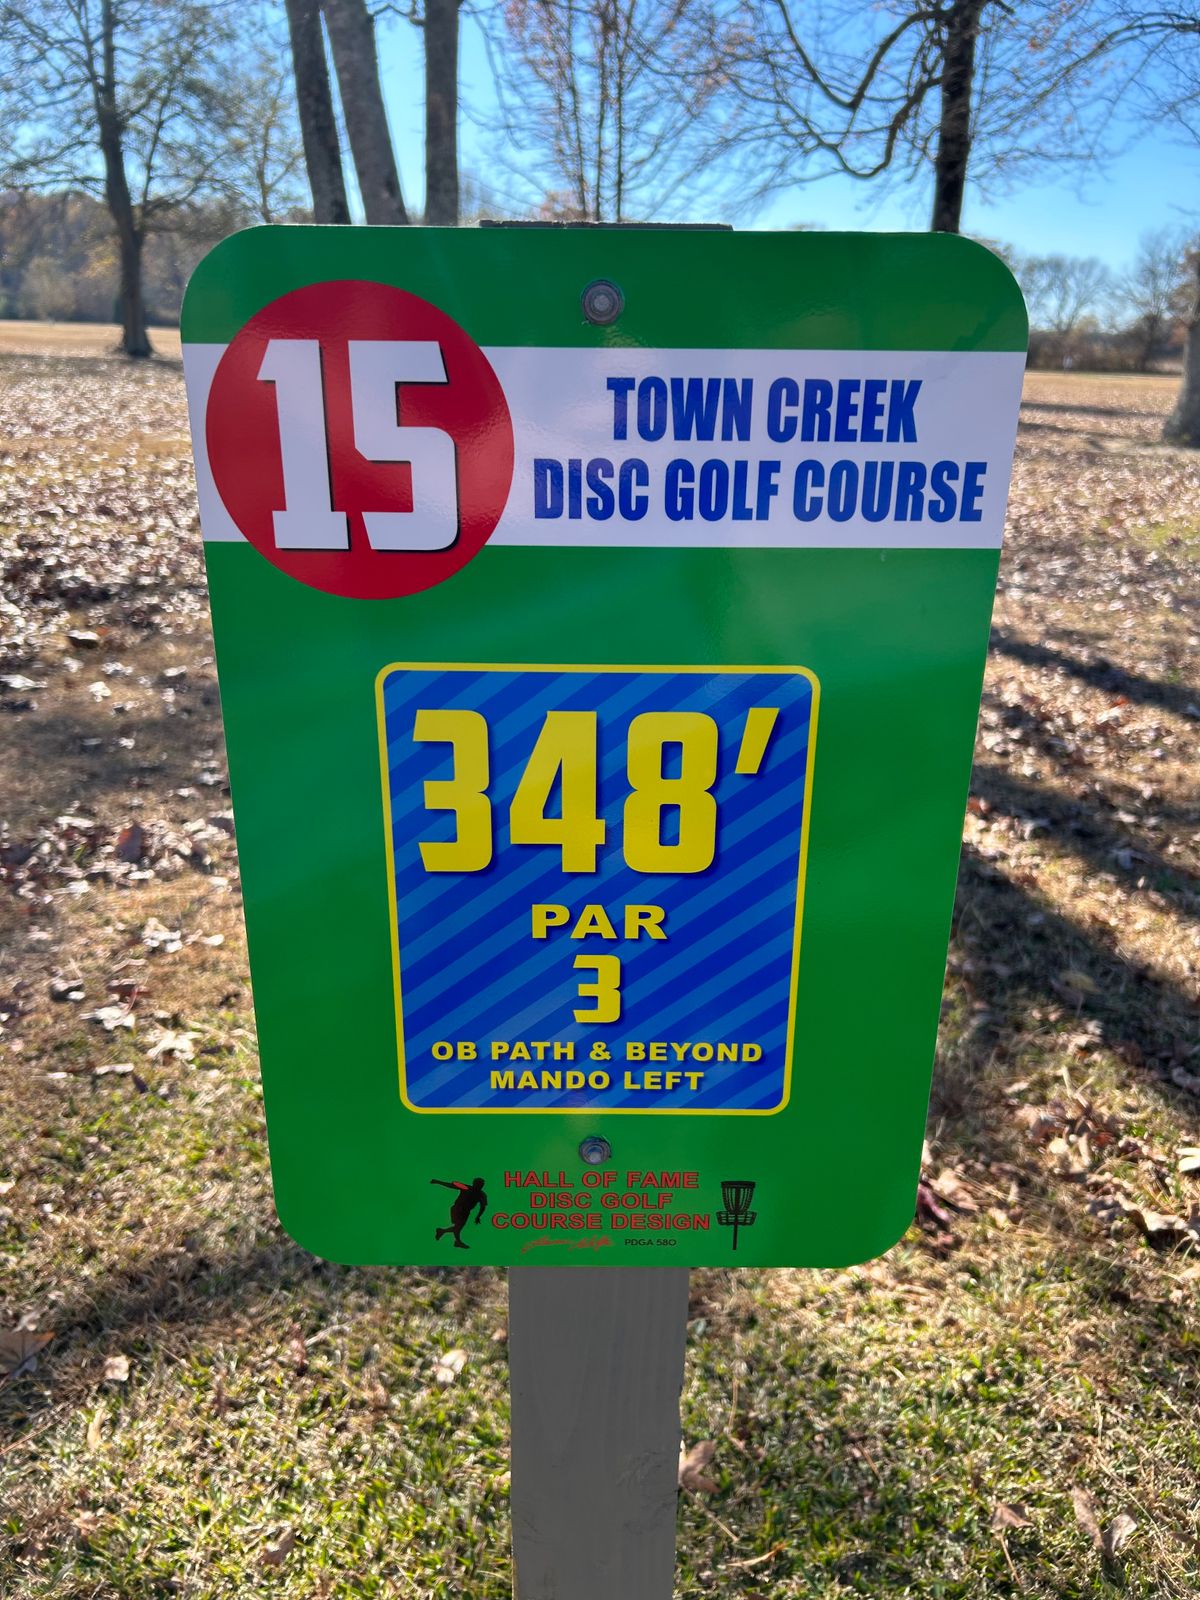 15
TOWN CREEK
DISC GOLF COURSE
348'
PAR
3
OB PATH & BEYOND
MANDO LEFT
HALL OF FAME
DISC GOLF
COURSE DESIGN
PDGA 580